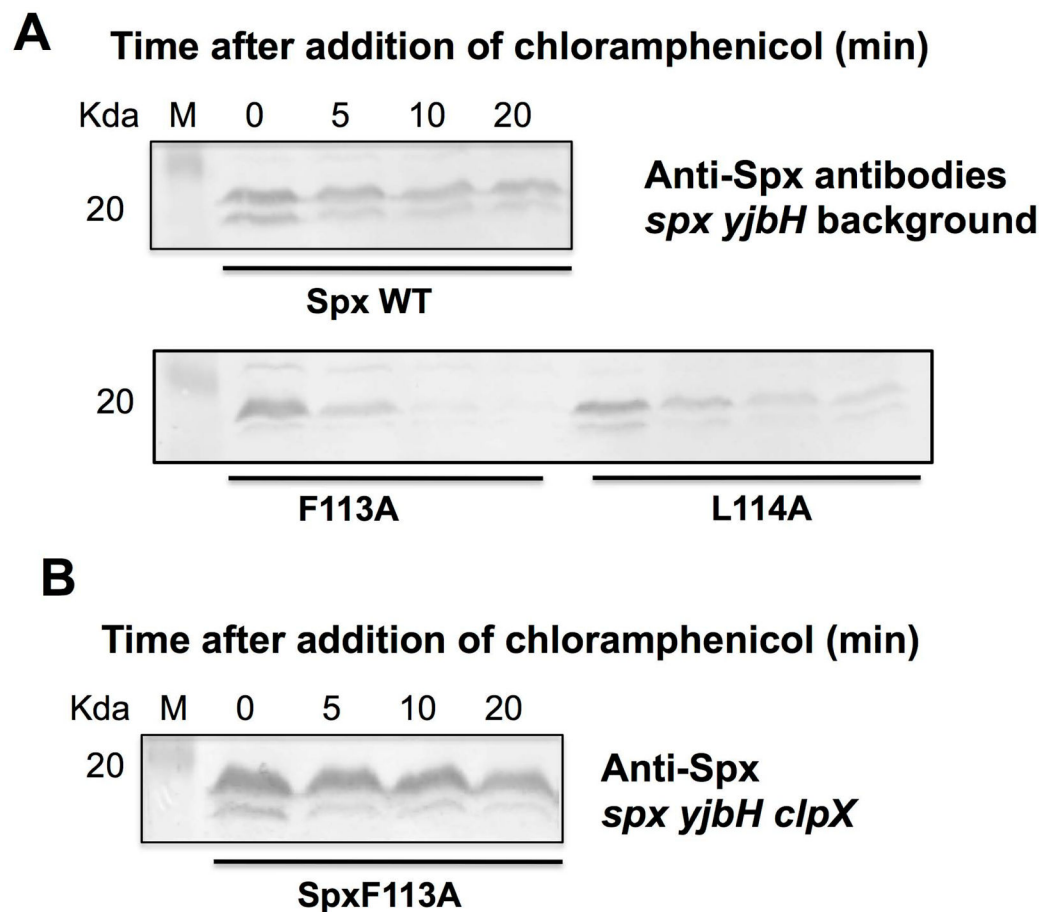 A
Time after addition of chloramphenicol (min)
Kda M 0 5 10 20
20
Anti-Spx antibodies
spx yjbH background
Spx WT
20
F113A L114A
B
Time after addition of chloramphenicol (min)
Kda M 0 5 10 20
20
Anti-Spx
spx yjbH clpX
SpxF113A